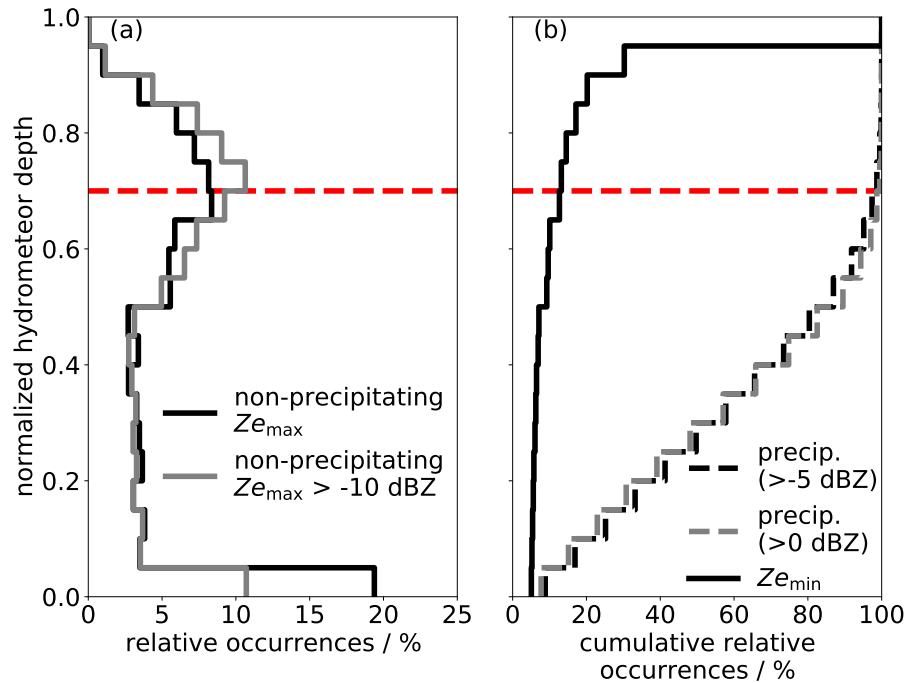 (a)
(b)
normalized hydrometeor depth
1.0
0.8
0.6
0.4
0.2
0.0
non-precipitating
Zemax
non-precipitating
Zemax > -10 dBZ
0 5 10 15 20 25
relative occurrences / %
precip.
(>-5 dBZ)
precip.
(>0 dBZ)
Zemin
0 20 40 60 80 100
cumulative relative
occurrences / %